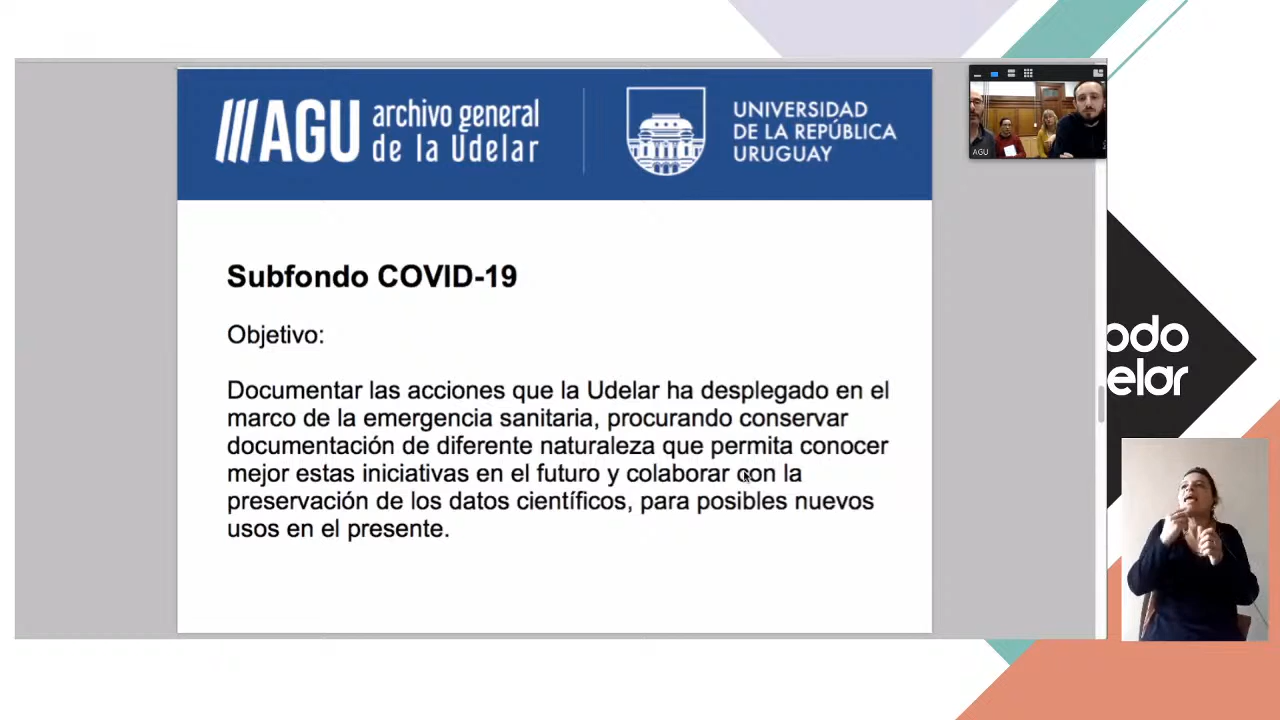 AGU archivo general
de la Udelar
UNIVERSIDAD
DE LA REPÚBLICA
URUGUAY
AGU
Subfondo COVID-19
Objetivo:
Documentar las acciones que la Udelar ha desplegado en el
marco de la emergencia sanitaria, procurando conservar
documentación de diferente naturaleza que permita conocer
mejor estas iniciativas en el futuro y colaborar con la
preservación de los datos científicos, para posibles nuevos
usos en el presente.
odo
elar